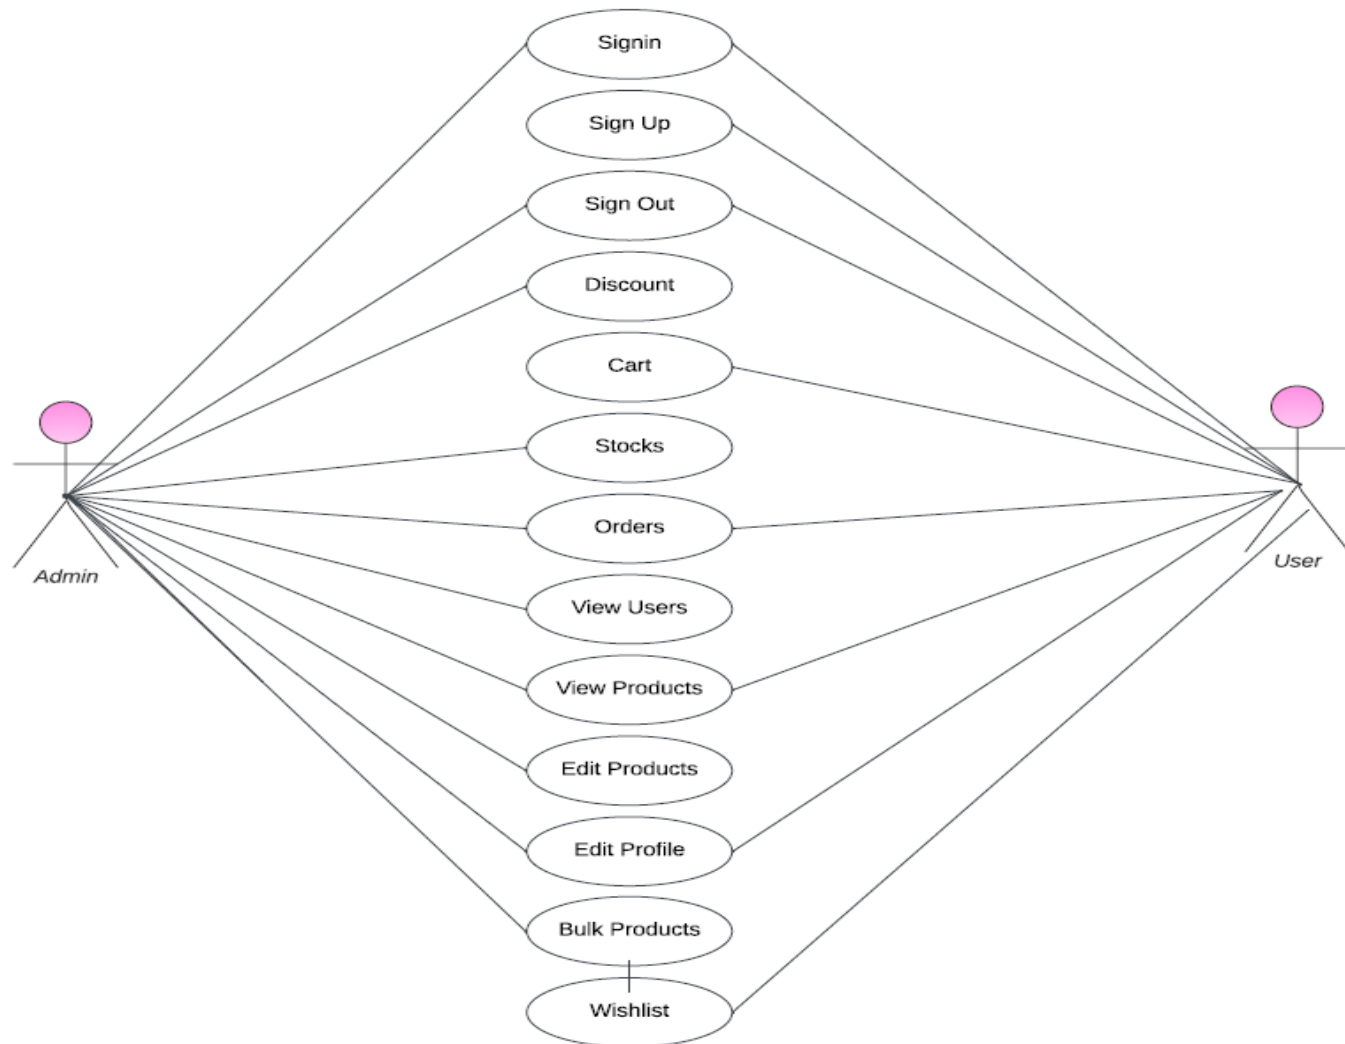 Signin
Sign Up
Sign Out
Discount
Cart
Stocks
Orders
View Users
View Products
Edit Products
Edit Profile
Bulk Products
Wishlist
Admin
User